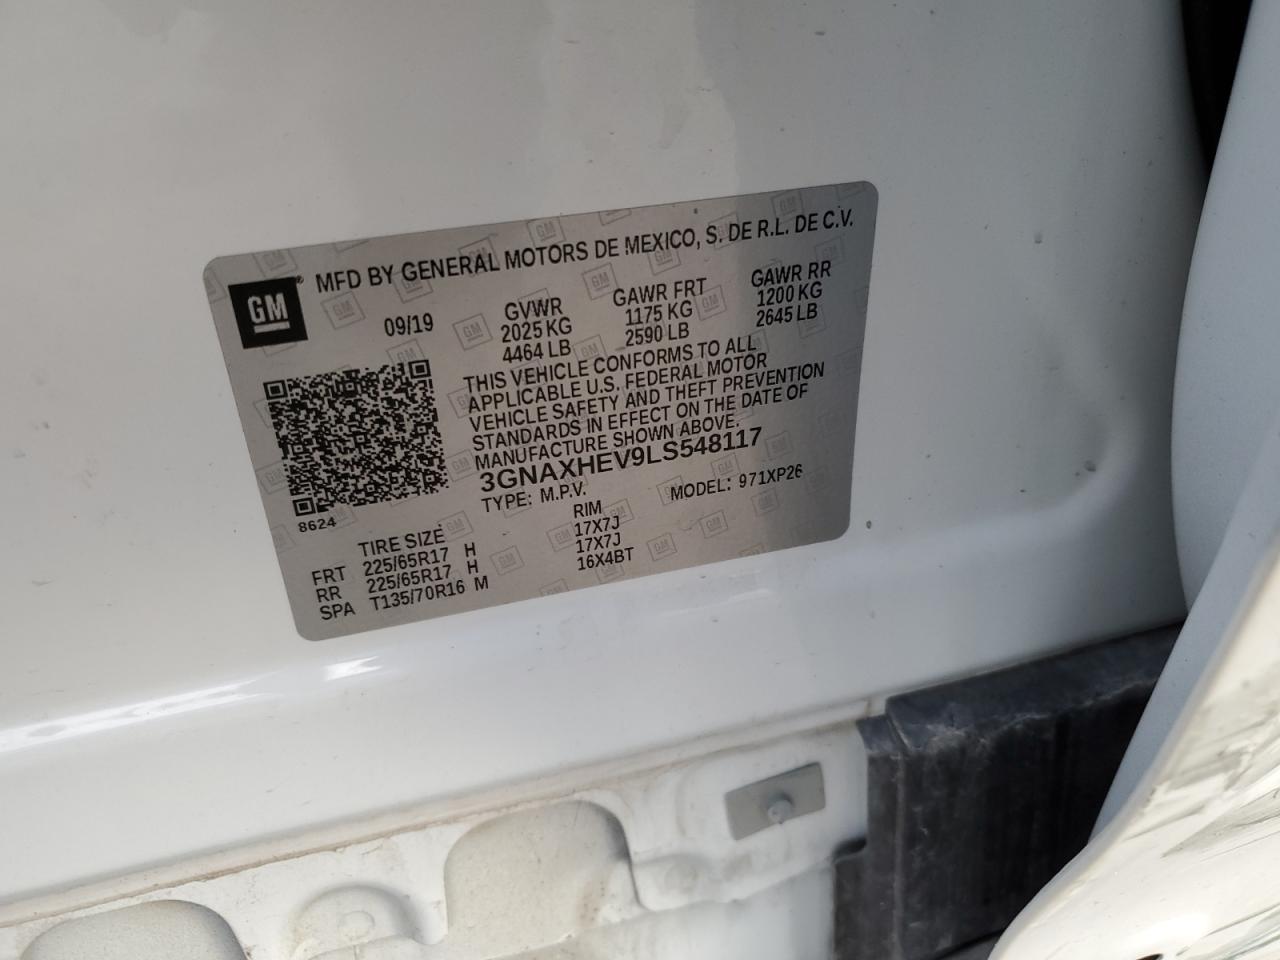 GM
MFD BY GENERAL MOTORS DE MEXICO, S. DE R.L. DE C.V.
09/19
GVWR
2025 KG
4464 LB
GAWR FRT
1175 KG
2590 LB
GAWR RR
1200 KG
2645 LB
THIS VEHICLE CONFORMS TO ALL
APPLICABLE U.S. FEDERAL MOTOR
VEHICLE SAFETY AND THEFT PREVENTION
STANDARDS IN EFFECT ON THE DATE OF
MANUFACTURE SHOWN ABOVE.
3GNAXHEV9LS548117
TYPE: M.P.V. MODEL: 971XP26
8624
TIRE SIZE RIM
FRT 225/65R17 H 17X7J
RR 225/65R17 H 17X7J
SPA T135/70R16 M 16X4BT